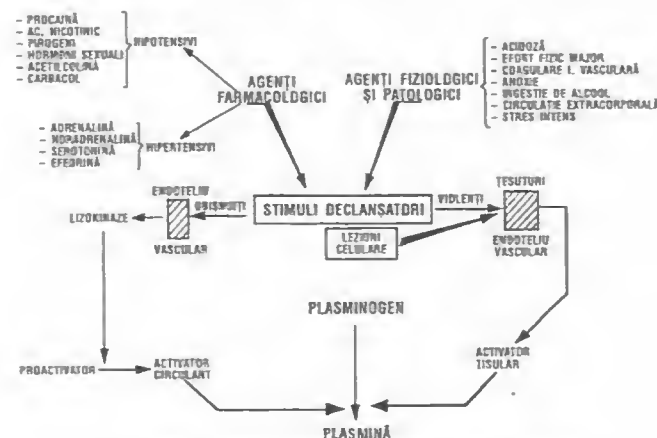 - PROCAINĂ
- AC. NICOTINIC
- PIROGENI
- HORMONI SEXUALI
- ACETILCOLINĂ
- CARBACOL
HIPOTENSIVI
AGENȚI
FARMACOLOGICI
AGENȚI FIZIOLOGICI
ȘI PATOLOGICI
- ACIDOZĂ
- EFORT FIZIC MAJOR
- COAGULARE I. VASCULARĂ
- ANOXIE
- INGESTIE DE ALCOOL
- CIRCULAȚIE EXTRACORPORALĂ
- STRES INTENS
- ADRENALINĂ
- NORADRENALINĂ
- SEROTONINĂ
- EFEDRINĂ
HIPERTENSIVI
ENDOTELIU
VASCULAR
OBIȘNUIȚI
LIZOKINAZE
STIMULI DECLANȘATORI
VIOLENȚI
LEZIUNI
CELULARE
ȚESUTURI
ENDOTELIU
VASCULAR
PLASMINOGEN
PROACTIVATOR
ACTIVATOR
CIRCULANT
ACTIVATOR
TISULAR
PLASMINĂ